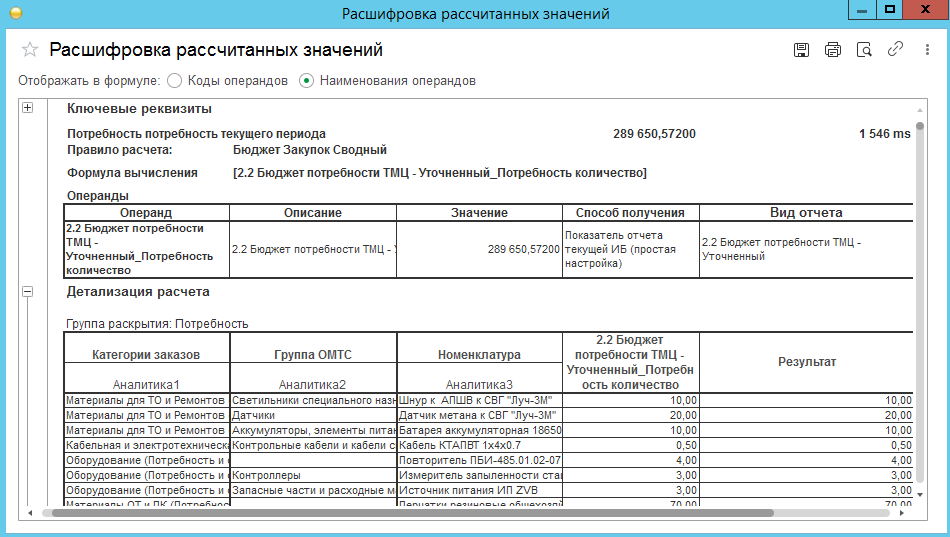 Расшифровка рассчитанных значений
Расшифровка рассчитанных значений
Отображать в формуле: Коды операндов Наименования операндов
Ключевые реквизиты
Потребность потребность текущего периода 289 650,57200 1 546 ms
Правило расчета: Бюджет Закупок Сводный
Формула вычисления [2.2 Бюджет потребности ТМЦ - Уточненный_Потребность количество]
Операнды
Операнд Описание Значение Способ получения Вид отчета
2.2 Бюджет потребности
ТМЦ -
Уточненный_Потребность
количество
2.2 Бюджет потребности ТМЦ -
289 650,57200
Показатель отчета
текущей ИБ (простая
настройка)
2.2 Бюджет потребности ТМЦ -
Уточненный
Детализация расчета
Группа раскрытия: Потребность
Категории заказов Группа ОМТС Номенклатура
2.2 Бюджет
потребности ТМЦ -
Уточненный_Потребн
ость количество
Результат
Аналитика1 Аналитика2 Аналитика3
Материалы для ТО и Ремонтов Светильники специального назн Шнур к АПШВ к СВГ "Луч-3М" 10,00 10,00
Материалы для ТО и Ремонтов Датчики Датчик метана к СВГ "Луч-3М" 20,00 20,00
Материалы для ТО и Ремонтов Аккумуляторы, элементы питан Батарея аккумуляторная 18650 10,00 10,00
Кабельная и электротехническа Контрольные кабели и кабели с Кабель КТАПВТ 1х4х0.7 0,50 0,50
Оборудование (Потребность и Повторитель ПБИ-485.01.02-07 4,00 4,00
Оборудование (Потребность и Контроллеры Измеритель запыленности ста 3,00 3,00
Оборудование (Потребность и Запасные части и расходные м Источник питания ИП ZVB 3,00 3,00
Материалы ОТ и ПК (Потребнос Перчатки резиновые 70,00 70,00